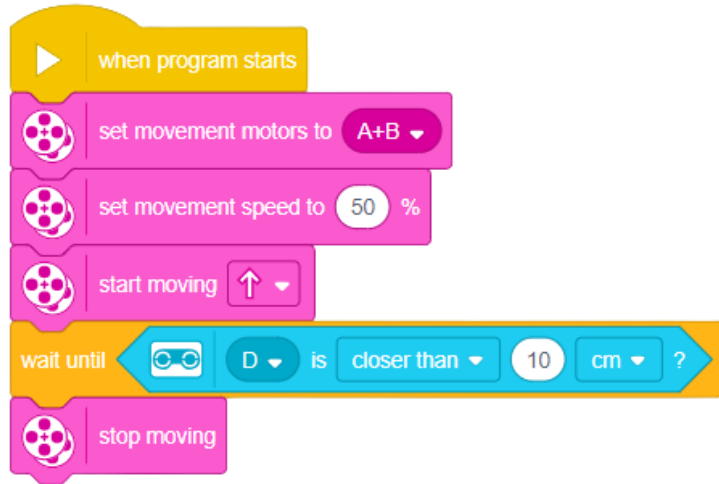 when program starts
set movement motors to A+B
set movement speed to 50 %
start moving
wait until D is closer than 10 cm ?
stop moving